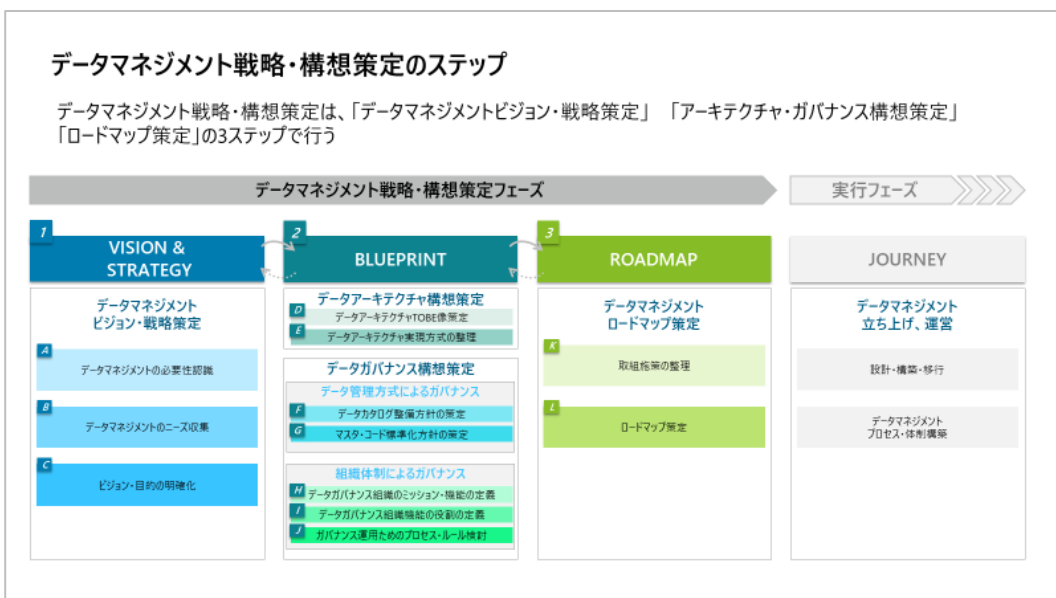 データマネジメント戦略・構想策定のステップ
データマネジメント戦略・構想策定は、「データマネジメントビジョン・戦略策定」 「アーキテクチャ・ガバナンス構想策定」
「ロードマップ策定」の3ステップで行う
データマネジメント戦略・構想策定フェーズ
実行フェーズ
1
VISION &
STRATEGY
データマネジメント
ビジョン・戦略策定
A
データマネジメントの必要性認識
B
データマネジメントのニーズ収集
C
ビジョン・目的の明確化
2
BLUEPRINT
データアーキテクチャ構想策定
D
データアーキテクチャTOBE像策定
E
データアーキテクチャ実現方式の整理
データガバナンス構想策定
データ管理方式によるガバナンス
F
データカタログ整備方針の策定
G
マスタ・コード標準化方針の策定
組織体制によるガバナンス
H
データガバナンス組織のミッション・機能の定義
I
データガバナンス組織機能の役割の定義
J
ガバナンス運用ためのプロセス・ルール検討
3
ROADMAP
データマネジメント
ロードマップ策定
K
取組施策の整理
L
ロードマップ策定
JOURNEY
データマネジメント
立ち上げ、運営
設計・構築・移行
データマネジメント
プロセス・体制構築